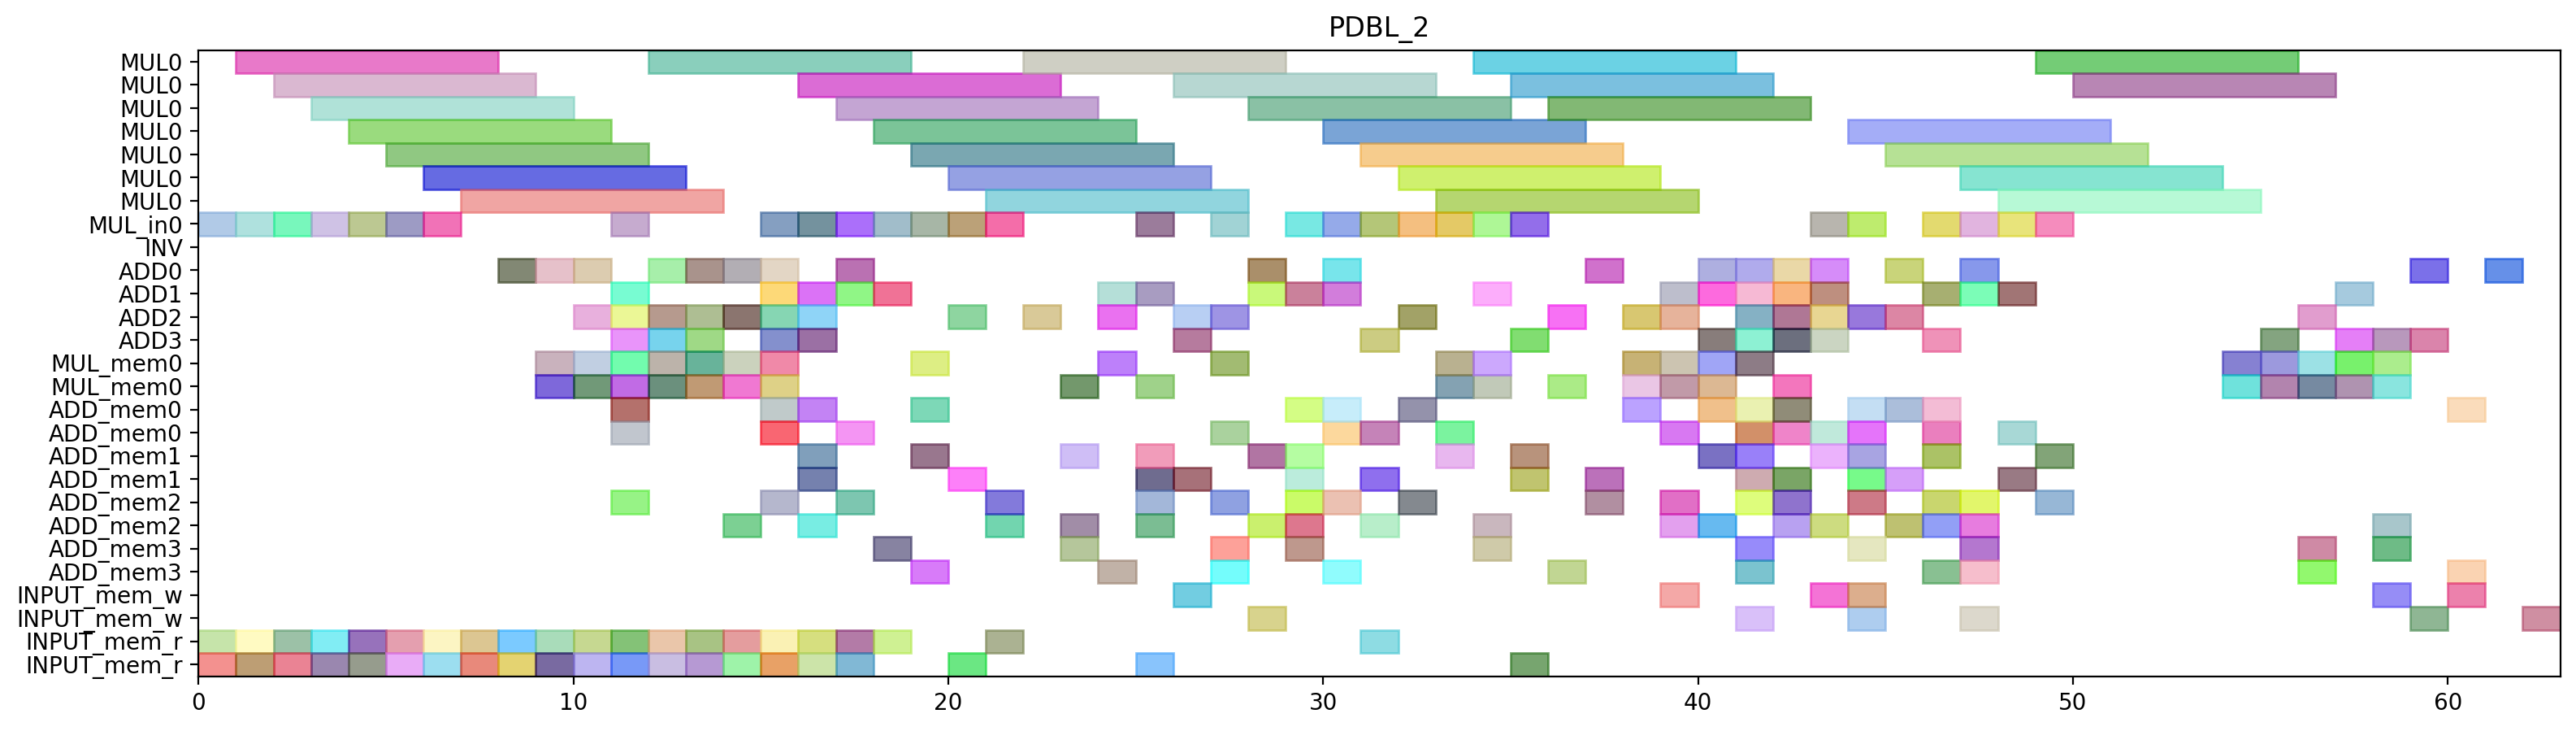 PDBL_2
MUL0
MUL0
MUL0
MUL0
MUL0
MUL0
MUL0
MUL_in0
INV
ADD0
ADD1
ADD2
ADD3
MUL_mem0
MUL_mem0
ADD_mem0
ADD_mem0
ADD_mem1
ADD_mem1
ADD_mem2
ADD_mem2
ADD_mem3
ADD_mem3
INPUT_mem_w
INPUT_mem_w
INPUT_mem_r
INPUT_mem_r
0 10 20 30 40 50 60